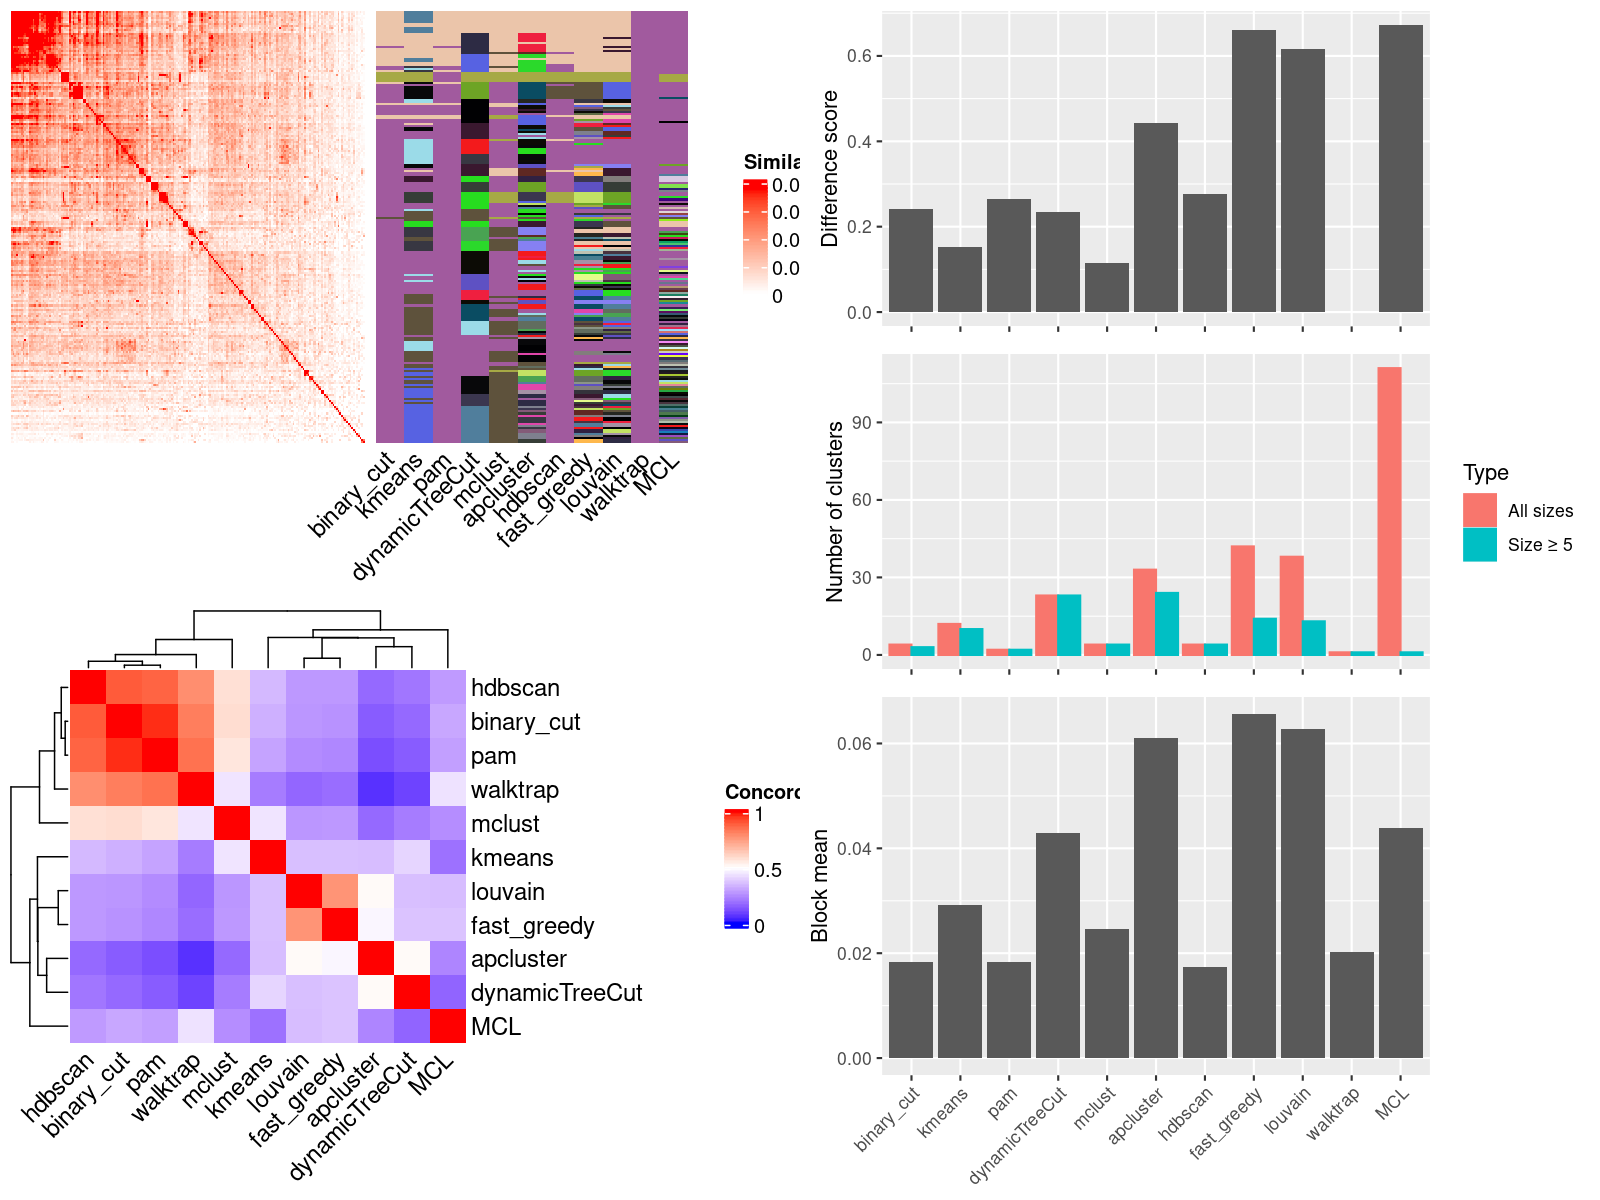 Simila
0.0
0.0
0.0
0.0
0
binary_cut
kmeans
pam
dynamicTreeCut
mclust
apcluster
hdbscan
fast_greedy
louvain
walktrap
MCL
hdbscan
binary_cut
pam
walktrap
mclust
kmeans
louvain
fast_greedy
apcluster
dynamicTreeCut
MCL
Concord
1
0.5
0
hdbscan
binary_cut
pam
walktrap
mclust
kmeans
louvain
fast_greedy
apcluster
dynamicTreeCut
MCL
Difference score
0.6
0.4
0.2
0.0
Number of clusters
90
60
30
0
Type
All sizes
Size ≥ 5
Block mean
0.06
0.04
0.02
0.00
binary_cut
kmeans
pam
dynamicTreeCut
mclust
apcluster
hdbscan
fast_greedy
louvain
walktrap
MCL